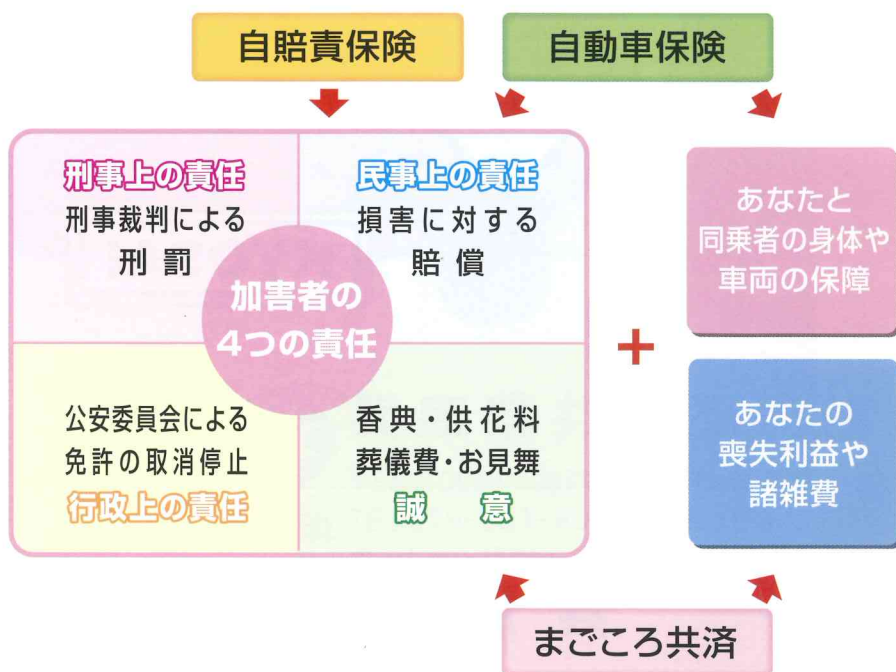 自賠責保険
自動車保険
刑事上の責任
刑事裁判による
刑罰
民事上の責任
損害に対する
賠償
加害者の
4つの責任
公安委員会による
免許の取消停止
行政上の責任
香典・供花料
葬儀費・お見舞
誠意
+
あなたと
同乗者の身体や
車両の保障
あなたの
喪失利益や
諸雑費
まごころ共済